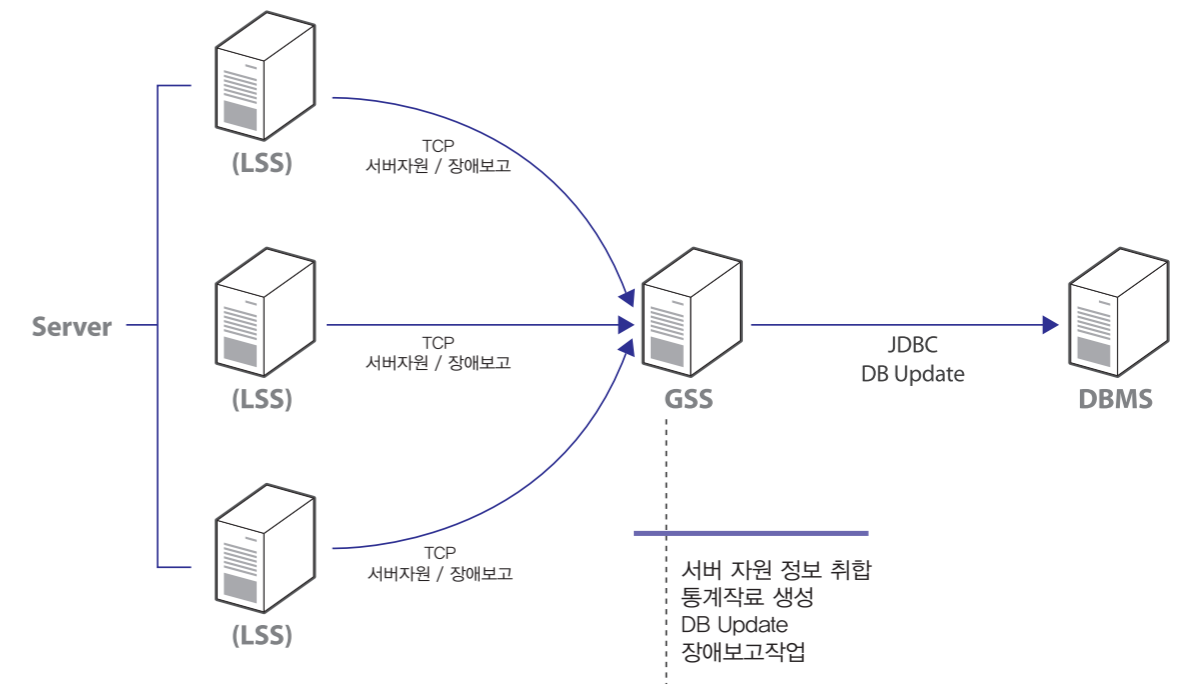 TCP
서버자원 / 장애보고
(LSS)
Server
TCP
서버자원 / 장애보고
(LSS)
GSS
JDBC
DB Update
DBMS
TCP
서버자원 / 장애보고
(LSS)
서버 자원 정보 취합
통계작료 생성
DB Update
장애보고작업